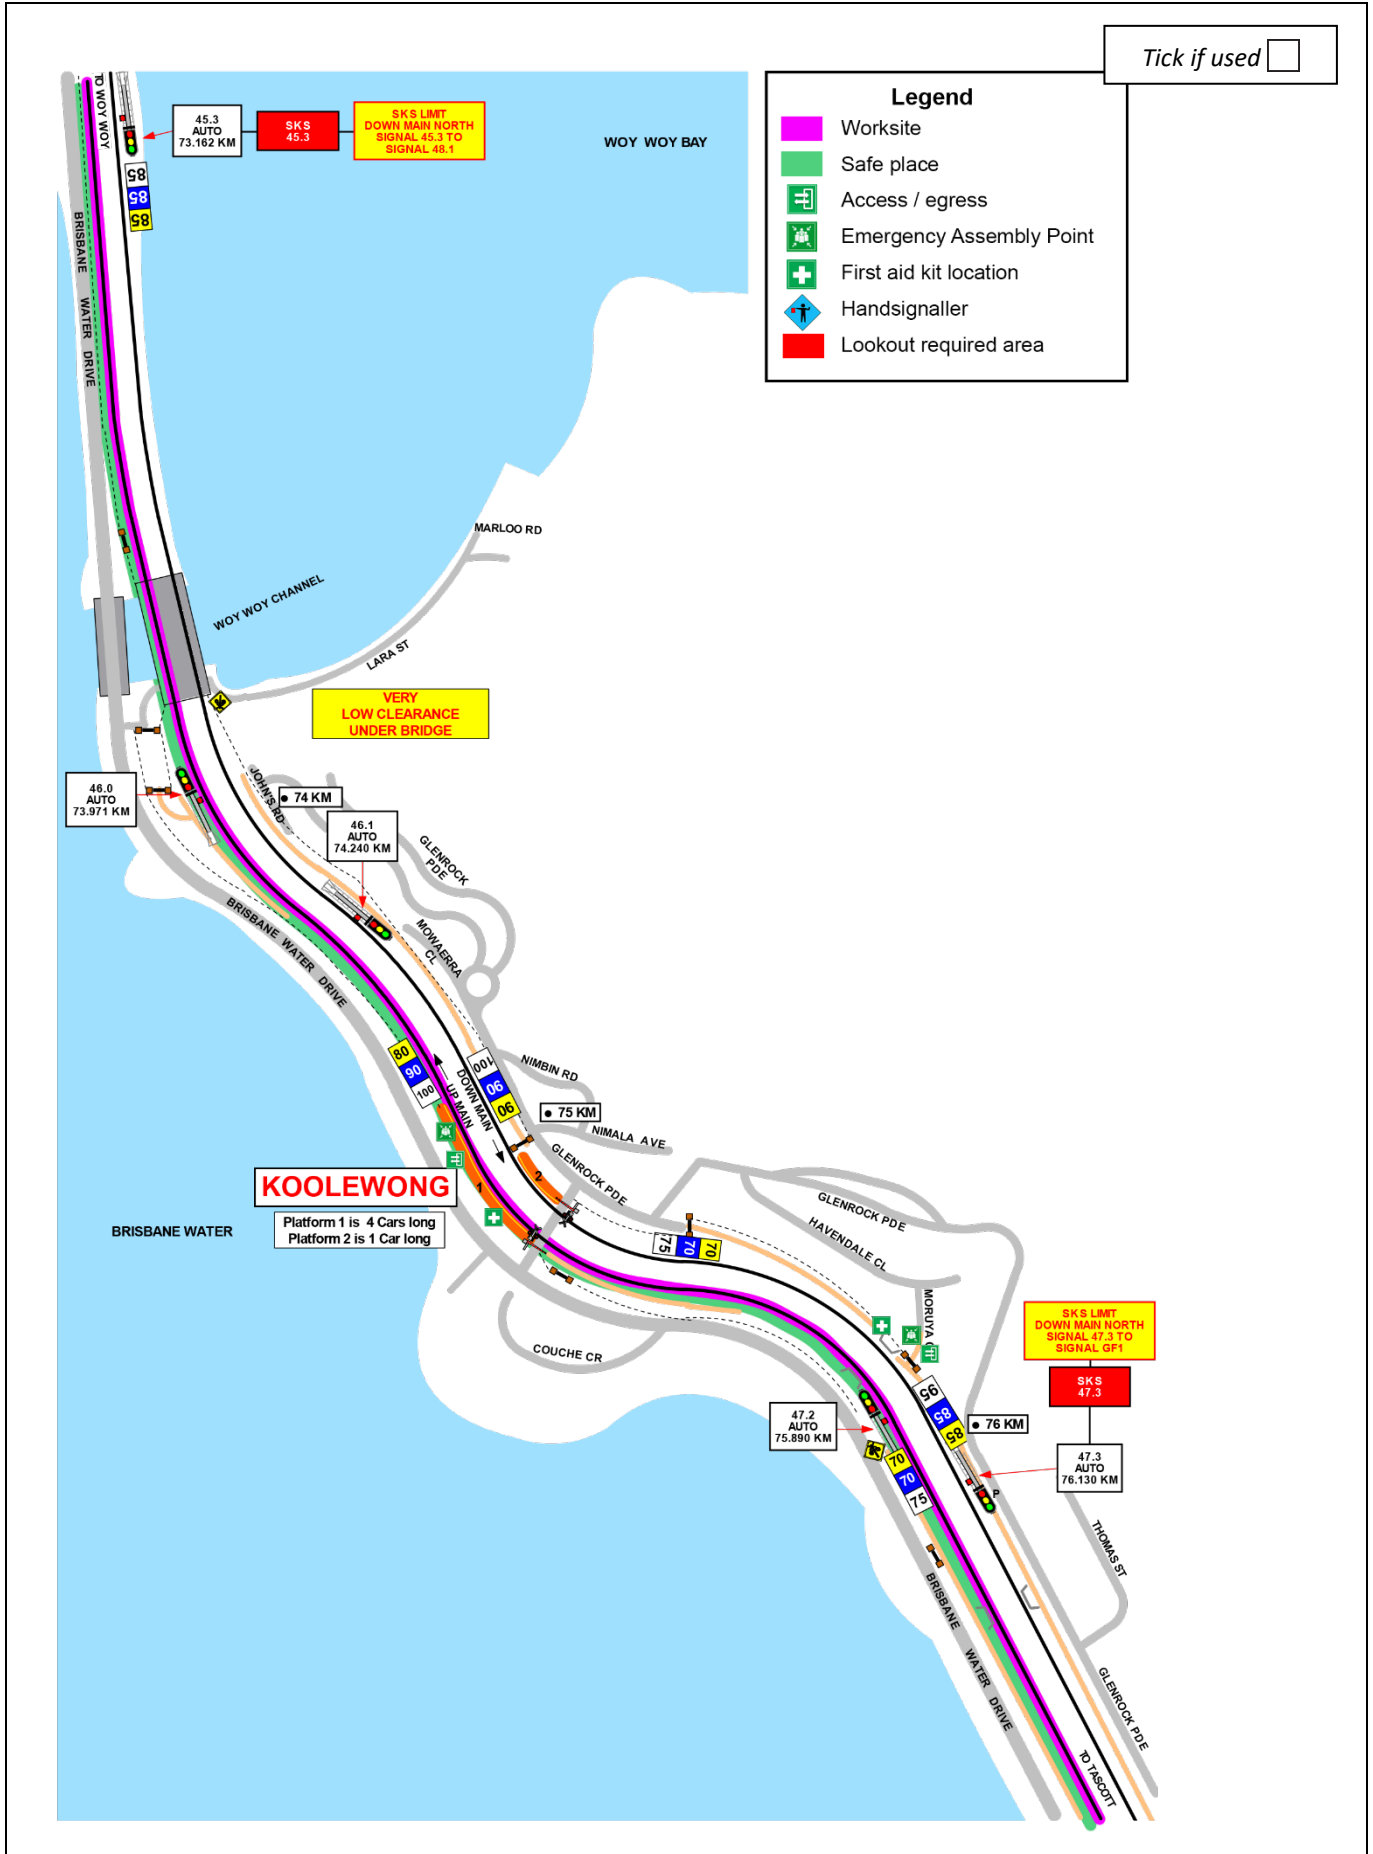 Tick if used
Legend
Worksite
Safe place
Access / egress
Emergency Assembly Point
First aid kit location
Handsignaller
Lookout required area
TO WOY WOY
45.3
AUTO
73.162 KM
SKS
45.3
SKS LIMIT
DOWN MAIN NORTH
SIGNAL 45.3 TO
SIGNAL 48.1
WOY WOY BAY
85
85
85
BRISBANE WATER DRIVE
MARLOO RD
WOY WOY CHANNEL
LARA ST
VERY
LOW CLEARANCE
UNDER BRIDGE
46.0
AUTO
73.971 KM
JOHN'S RD
74 KM
46.1
AUTO
74.240 KM
GLENROCK
PDE
MOWAERRA
CL
BRISBANE WATER DRIVE
80
90
100
UP MAIN
DOWN MAIN
100
90
90
NIMBIN RD
75 KM
NIMALA AVE
GLENROCK PDE
KOOLEWONG
1
2
Platform 1 is 4 Cars long
Platform 2 is 1 Car long
BRISBANE WATER
75
70
70
GLENROCK PDE
HAVENDALE CL
MORUYA
COUCHE CR
SKS LIMIT
DOWN MAIN NORTH
SIGNAL 47.3 TO
SIGNAL GF1
SKS
47.3
47.2
AUTO
75.890 KM
95
85
85
76 KM
47.3
AUTO
76.130 KM
P
70
70
75
THOMAS ST
BRISBANE WATER DRIVE
GLENROCK PDE
TO TASCOTT